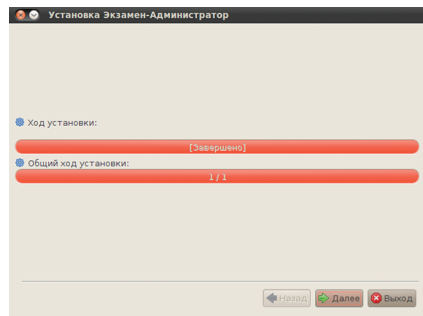 Установка Экзамен-Администратор
Ход установки:
[Завершено]
Общий ход установки:
1 / 1
Назад Далее Выход